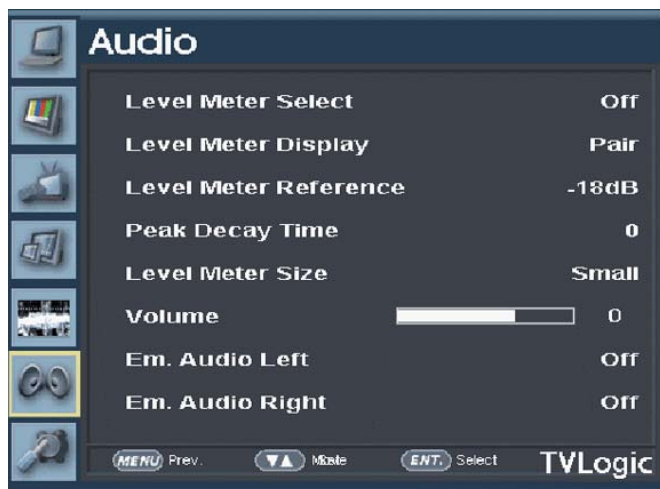 Audio
Level Meter Select Off
Level Meter Display Pair
Level Meter Reference -18dB
Peak Decay Time 0
Level Meter Size Small
Volume 0
Em. Audio Left Off
Em. Audio Right Off
MENU Prev. ▼▲ ENT. Select TVLogic